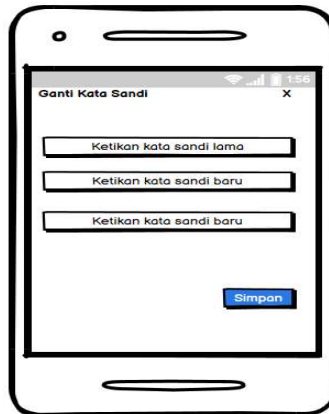 1:56
Ganti Kata Sandi X
Ketikan kata sandi lama
Ketikan kata sandi baru
Ketikan kata sandi baru
Simpan